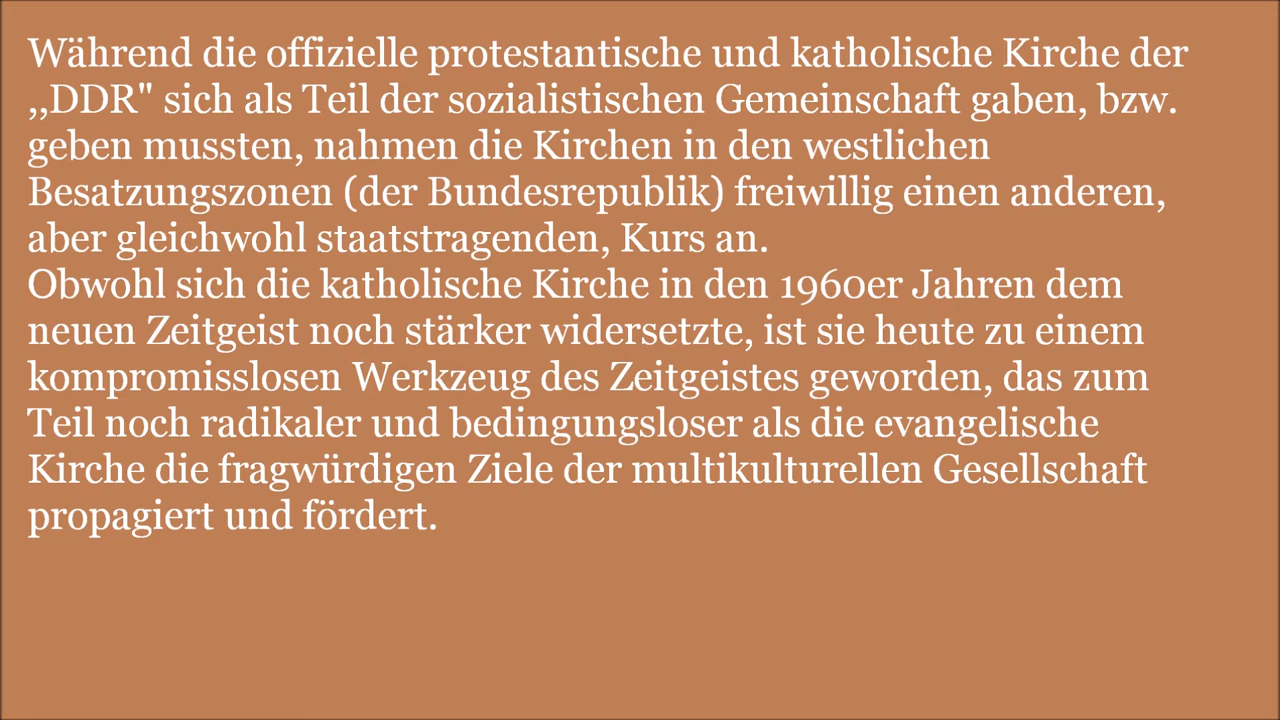 Während die offizielle protestantische und katholische Kirche der
,,DDR" sich als Teil der sozialistischen Gemeinschaft gaben, bzw.
geben mussten, nahmen die Kirchen in den westlichen
Besatzungszonen (der Bundesrepublik) freiwillig einen anderen,
aber gleichwohl staatstragenden, Kurs an.
Obwohl sich die katholische Kirche in den 1960er Jahren dem
neuen Zeitgeist noch stärker widersetzte, ist sie heute zu einem
kompromisslosen Werkzeug des Zeitgeistes geworden, das zum
Teil noch radikaler und bedingungsloser als die evangelische
Kirche die fragwürdigen Ziele der multikulturellen Gesellschaft
propagiert und fördert.